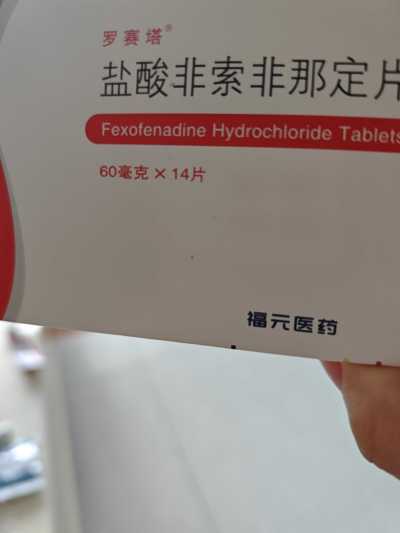 罗赛塔®
盐酸非索非那定片
Fexofenadine Hydrochloride Tablets
60毫克 × 14片
福元医药